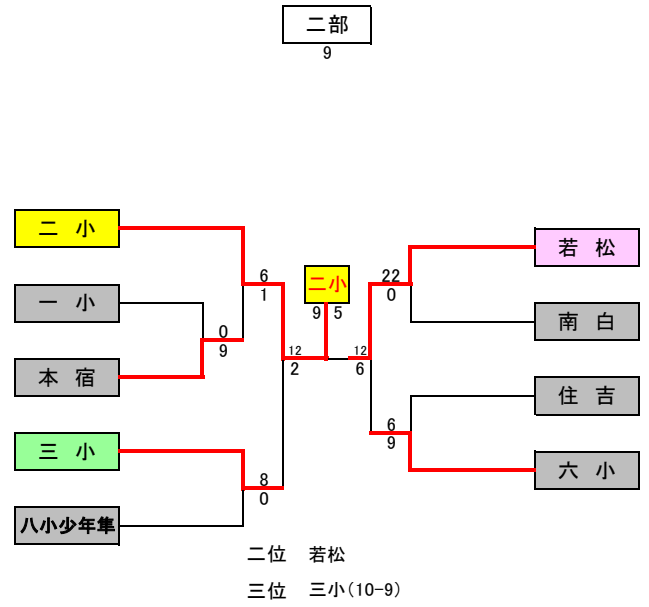 二部
9
二 小
若 松
6
22
二小
一 小
1
0
9 5
南 白
0
本 宿
9
12
12
2
6
住 吉
三 小
6
9
六 小
8
0
八小少年隼
二位 若松
三位 三小(10-9)